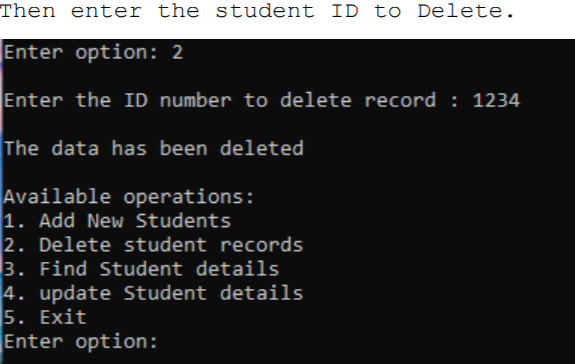 Then enter the student ID to Delete.
Enter option: 2
Enter the ID number to delete record : 1234
The data has been deleted
Available operations:
1. Add New Students
2. Delete student records
3. Find Student details
4. update Student details
5. Exit
Enter option: